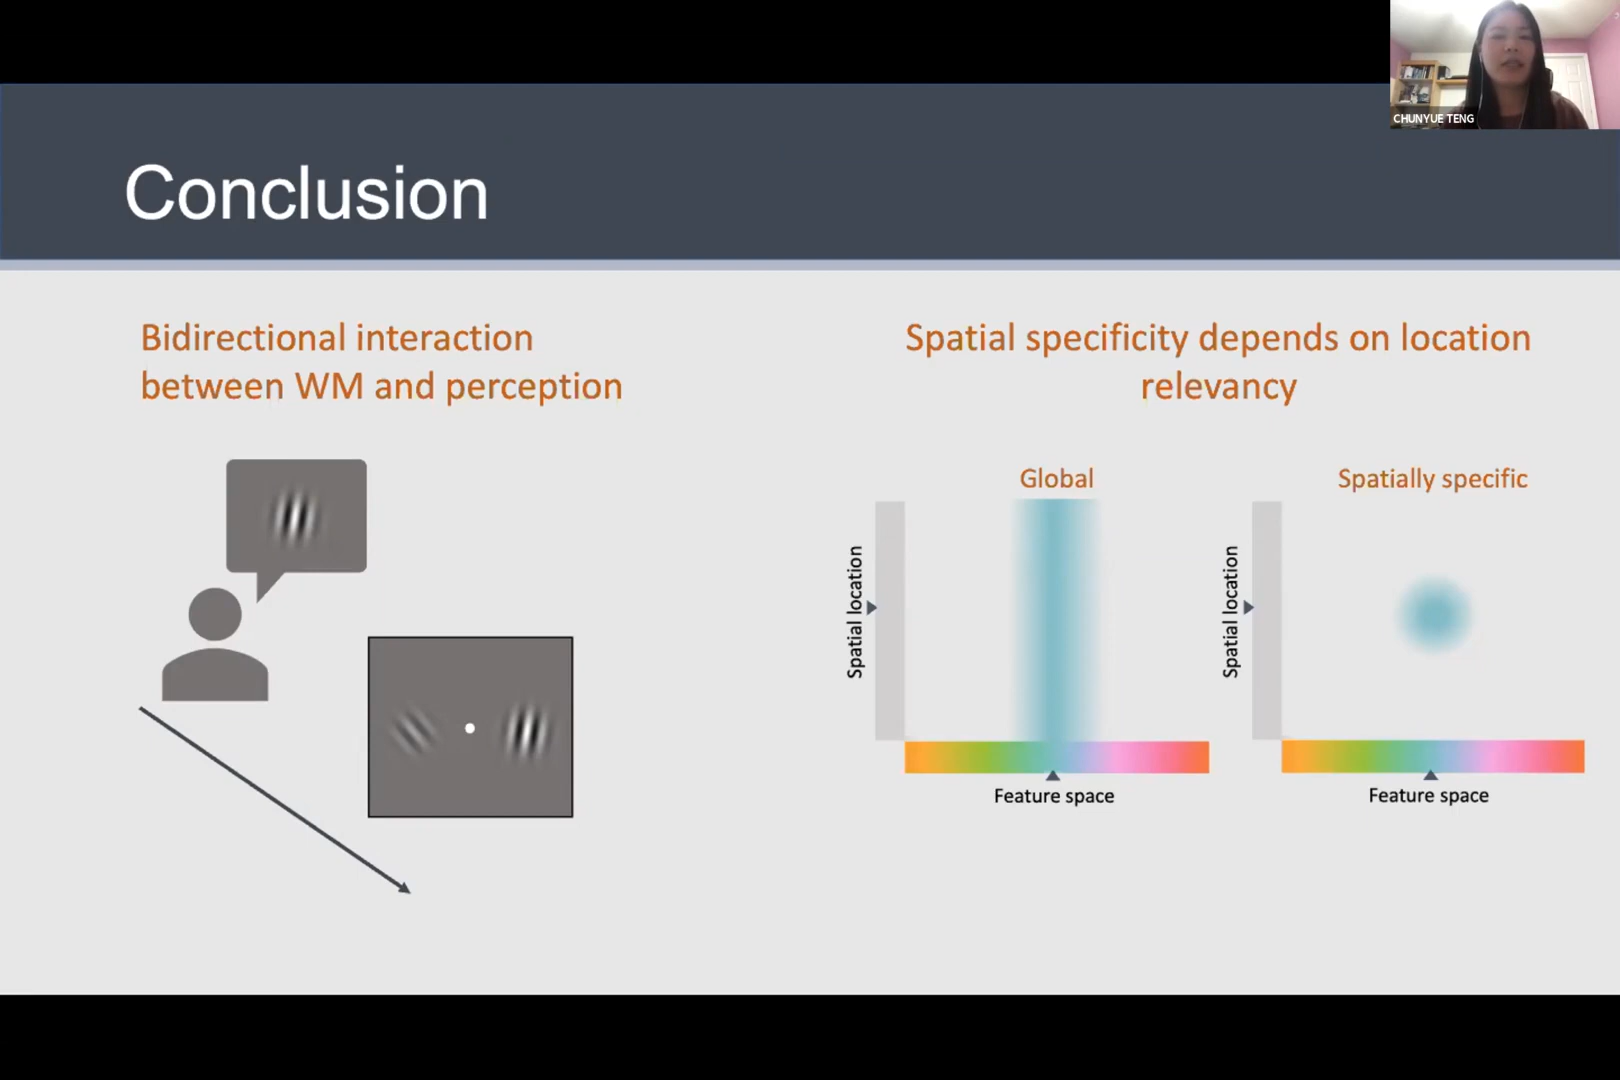 CHUNYUE TENG
Conclusion
Bidirectional interaction
between WM and perception
Spatial specificity depends on location
relevancy
Global
Spatial location
Feature space
Spatially specific
Spatial location
Feature space